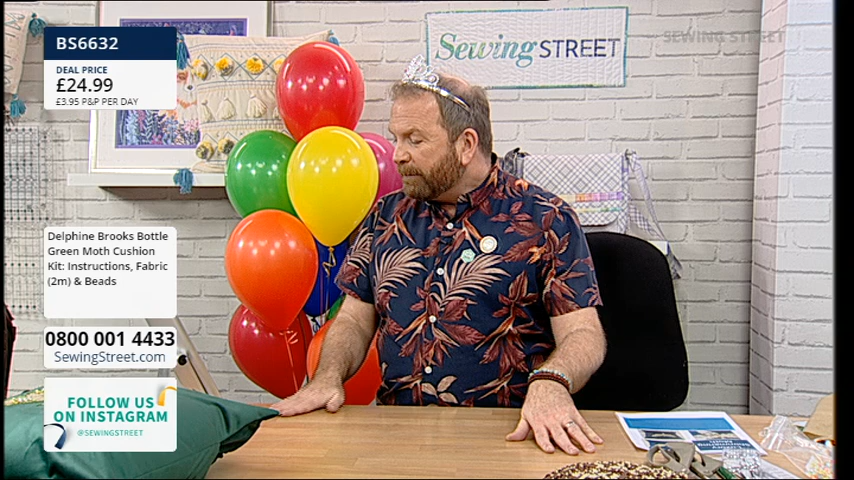 BS6632
DEAL PRICE
£24.99
£3.95 P&P PER DAY
Sewing STREET
SEWING STREET
Delphine Brooks Bottle
Green Moth Cushion
Kit: Instructions, Fabric
(2m) & Beads
0800 001 4433
SewingStreet.com
FOLLOW US
ON INSTAGRAM
@SEWINGSTREET